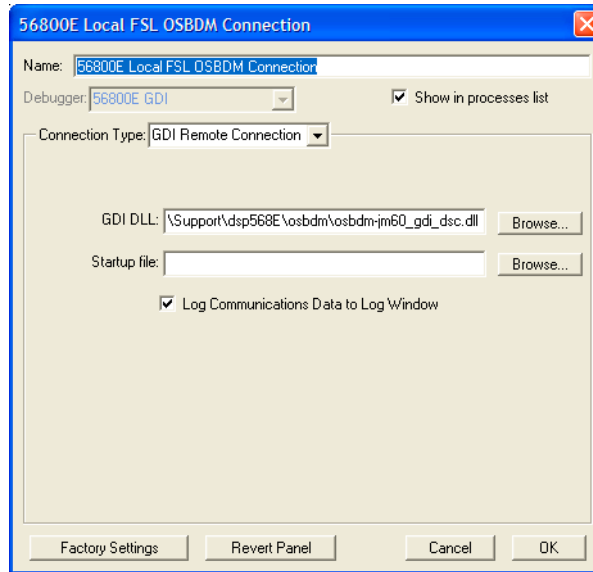 56800E Local FSL OSBDM Connection
Name: 56800E Local FSL OSBDM Connection
Debugger: 56800E GDI Show in processes list
Connection Type: GDI Remote Connection
GDI DLL: \Support\dsp568E\osbdm\osbdm-jm60_gdi_dsc.dll Browse...
Startup file: Browse...
Log Communications Data to Log Window
Factory Settings Revert Panel Cancel OK